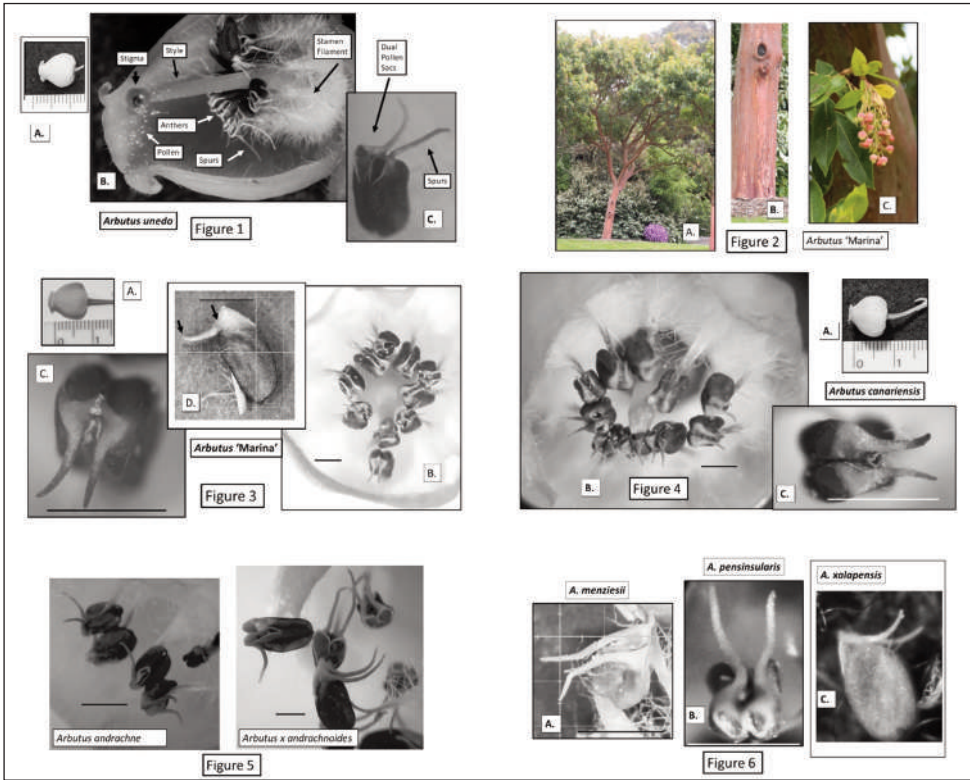 A.
Stigma
Style
Stamen
Filament
Dual
Pollen
Sacs
Anthers
Pollen
Spurs
Spurs
B.
C.
Arbutus unedo
Figure 1
A.
B.
C.
Figure 2
Arbutus 'Marina'
A.
0 1
C.
D.
Arbutus 'Marina'
B.
Figure 3
A.
0 1
Arbutus canariensis
B.
Figure 4
C.
Arbutus andrachne
Arbutus x andrachnoides
Figure 5
A. menziesii
A. pensinsularis
A. xalapensis
A.
B.
C.
Figure 6